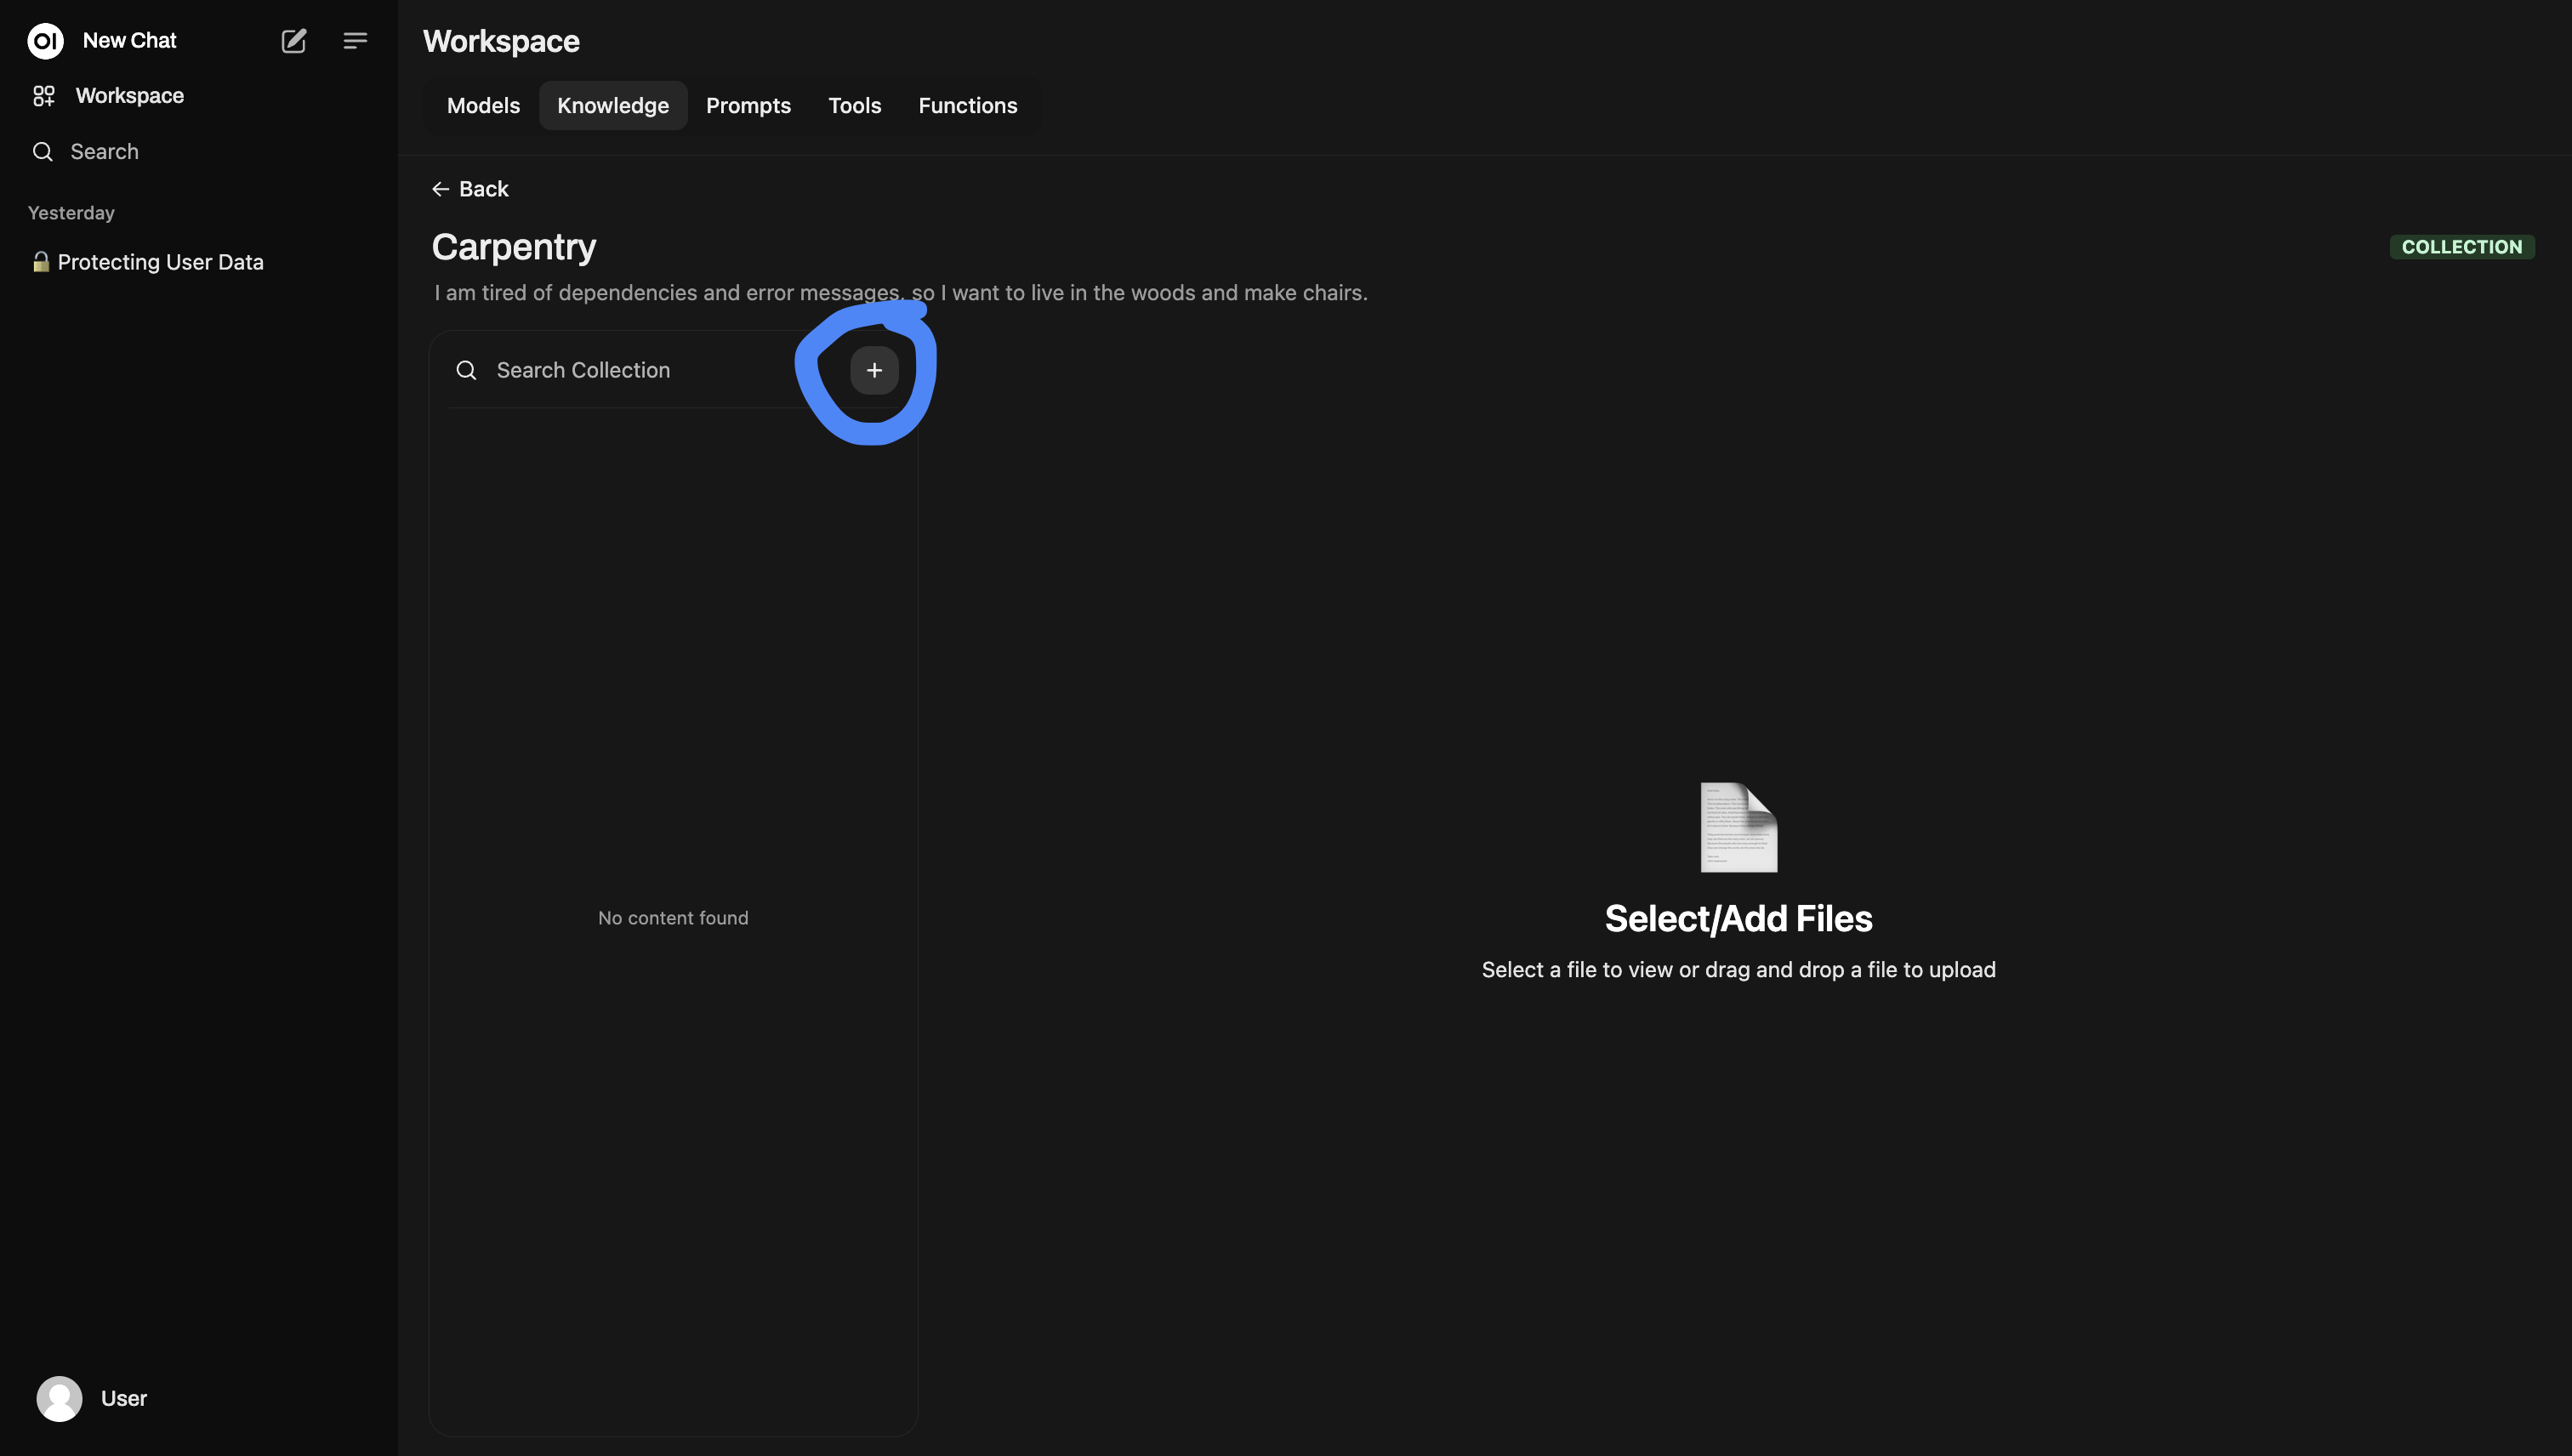 OI New Chat
Workspace
Search
Yesterday
Protecting User Data
User
Workspace
Models Knowledge Prompts Tools Functions
Back
Carpentry
COLLECTION
I am tired of dependencies and error messages, so I want to live in the woods and make chairs.
Search Collection
No content found
Select/Add Files
Select a file to view or drag and drop a file to upload